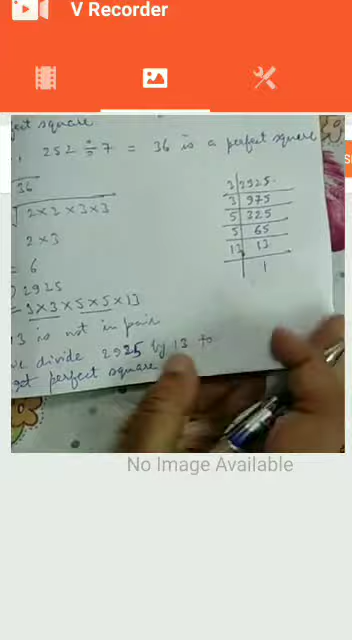 V Recorder
fect square
252 ÷ 7 = 36 is a perfect square
36
√2×2×3×3
2×3
= 6
) 2925
= 3×3×5×5×13
3 is not in pair
we divide 2925 by 13 to
get perfect square
3 2925
3 975
5 325
5 65
13 13
1
S
No Image Available